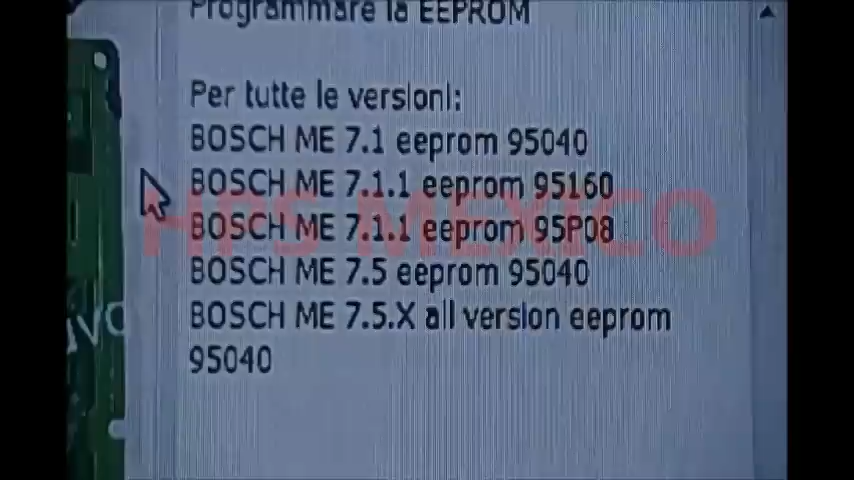 Programmare la EEPROM
Per tutte le versioni:
BOSCH ME 7.1 eeprom 95040
BOSCH ME 7.1.1 eeprom 95160
BOSCH ME 7.1.1 eeprom 95P08
BOSCH ME 7.5 eeprom 95040
BOSCH ME 7.5.X all version eeprom
95040
HPS MEXICO